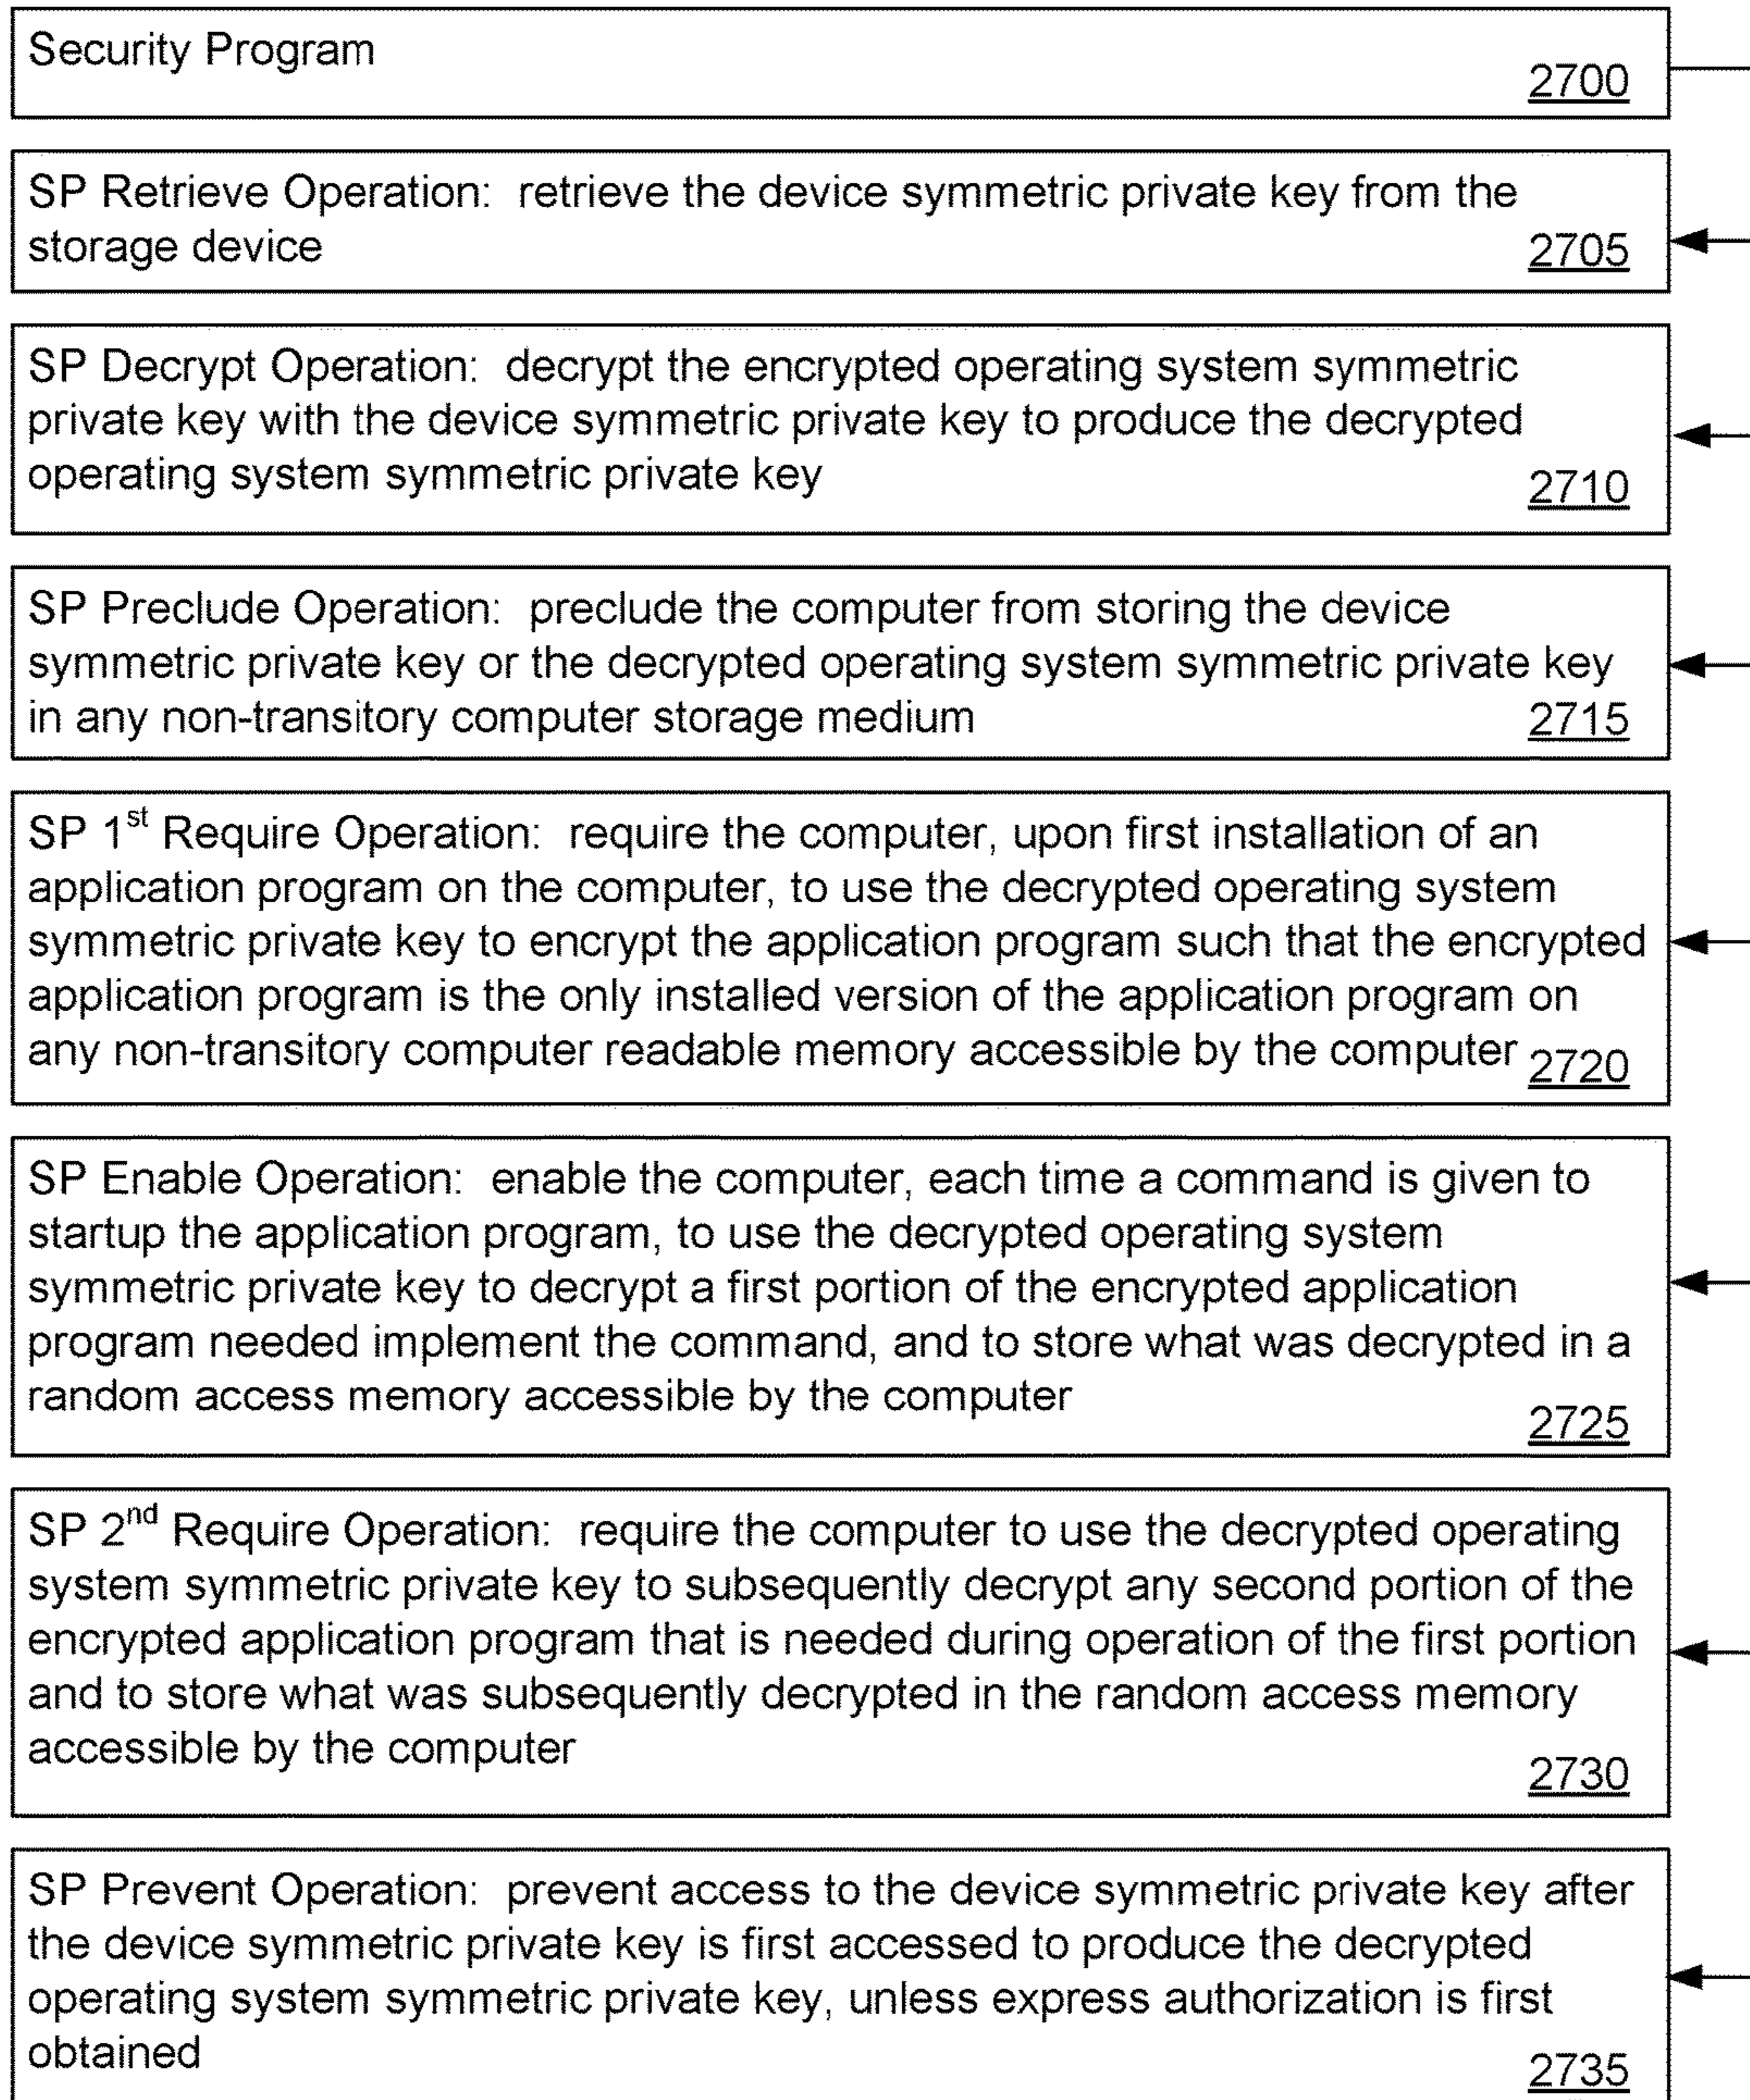 Security Program
2700
SP Retrieve Operation: retrieve the device symmetric private key from the
storage device
2705
SP Decrypt Operation: decrypt the encrypted operating system symmetric
private key with the device symmetric private key to produce the decrypted
operating system symmetric private key
2710
SP Preclude Operation: preclude the computer from storing the device
symmetric private key or the decrypted operating system symmetric private key
in any non-transitory computer storage medium
2715
SP 1st Require Operation: require the computer, upon first installation of an
application program on the computer, to use the decrypted operating system
symmetric private key to encrypt the application program such that the encrypted
application program is the only installed version of the application program on
any non-transitory computer readable memory accessible by the computer
2720
SP Enable Operation: enable the computer, each time a command is given to
startup the application program, to use the decrypted operating system
symmetric private key to decrypt a first portion of the encrypted application
program needed implement the command, and to store what was decrypted in a
random access memory accessible by the computer
2725
SP 2nd Require Operation: require the computer to use the decrypted operating
system symmetric private key to subsequently decrypt any second portion of the
encrypted application program that is needed during operation of the first portion
and to store what was subsequently decrypted in the random access memory
accessible by the computer
2730
SP Prevent Operation: prevent access to the device symmetric private key after
the device symmetric private key is first accessed to produce the decrypted
operating system symmetric private key, unless express authorization is first
obtained
2735